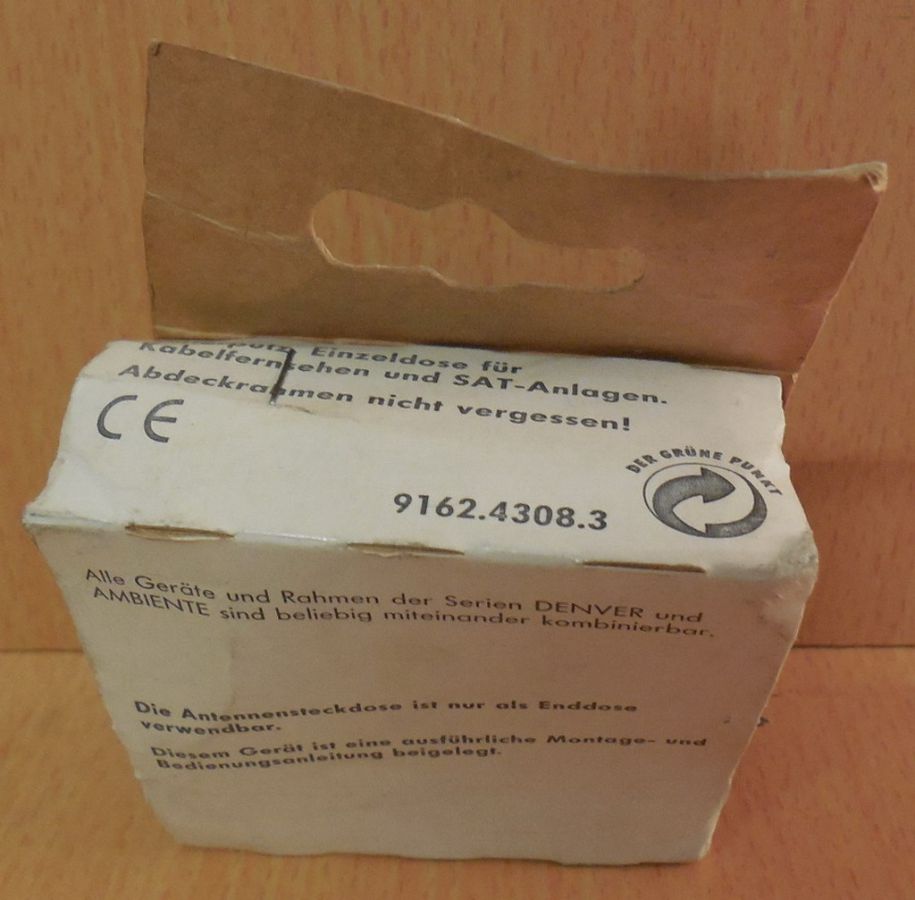 Einzeldose für
Kabelfernsehen und SAT-Anlagen.
Abdeckrahmen nicht vergessen!
CE
DER GRÜNE PUNKT
9162.4308.3
Alle Geräte und Rahmen der Serien DENVER und
AMBIENTE sind beliebig miteinander kombinierbar.
Die Antennensteckdose ist nur als Enddose
verwendbar.
Diesem Gerät ist eine ausführliche Montage- und
Bedienungsanleitung beigelegt.